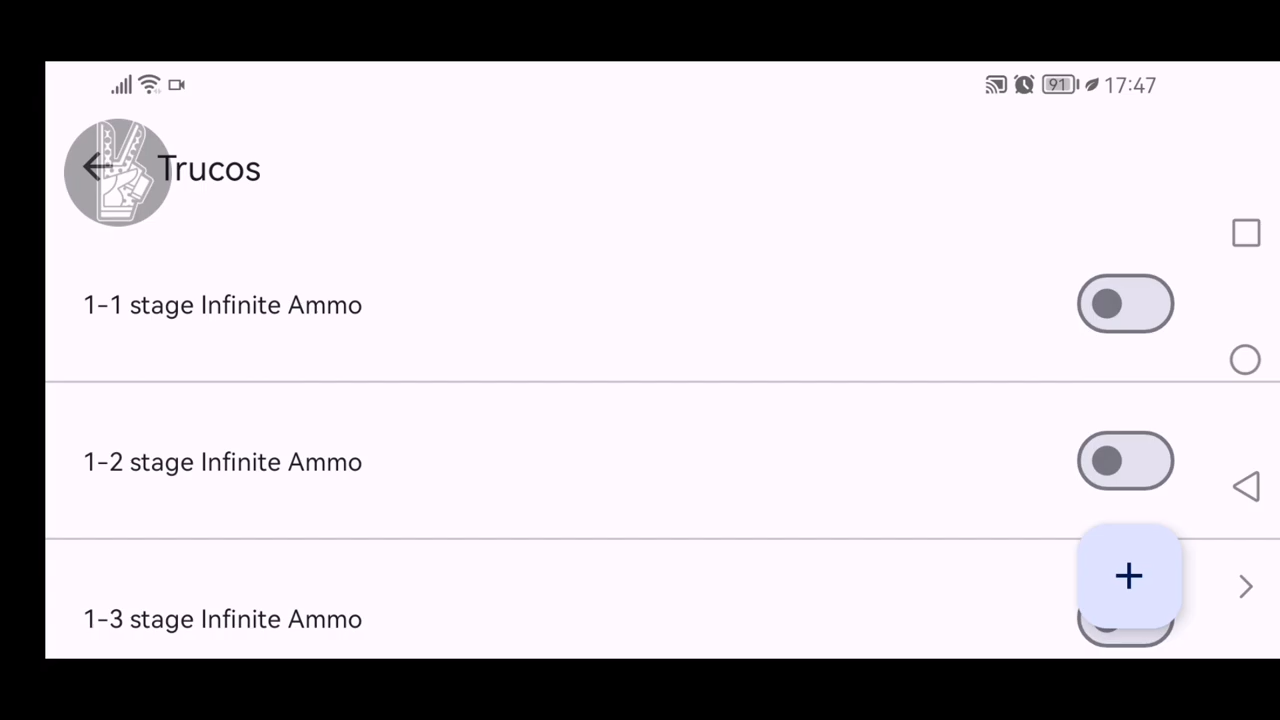 91 17:47
Trucos
1-1 stage Infinite Ammo
1-2 stage Infinite Ammo
1-3 stage Infinite Ammo